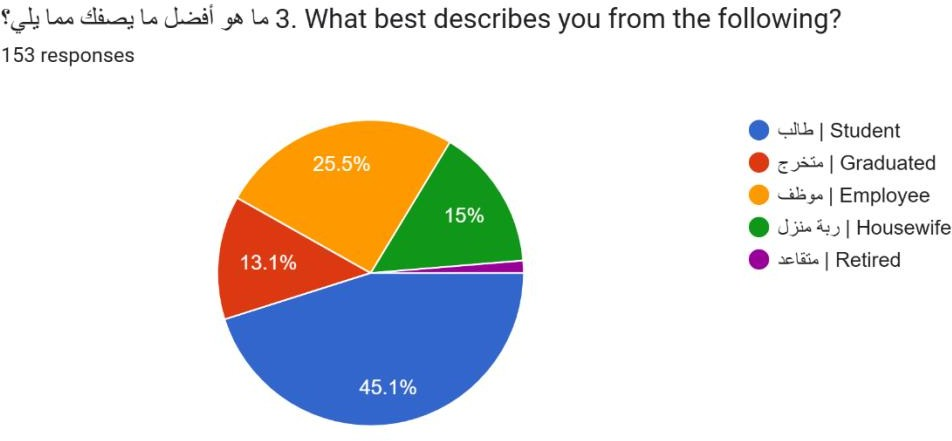 ما هو أفضل ما يصفك مما يلي؟ 3. What best describes you from the following?
153 responses
25.5%
15%
13.1%
45.1%
طالب | Student
متخرج | Graduated
موظف | Employee
ربة منزل | Housewife
متقاعد | Retired